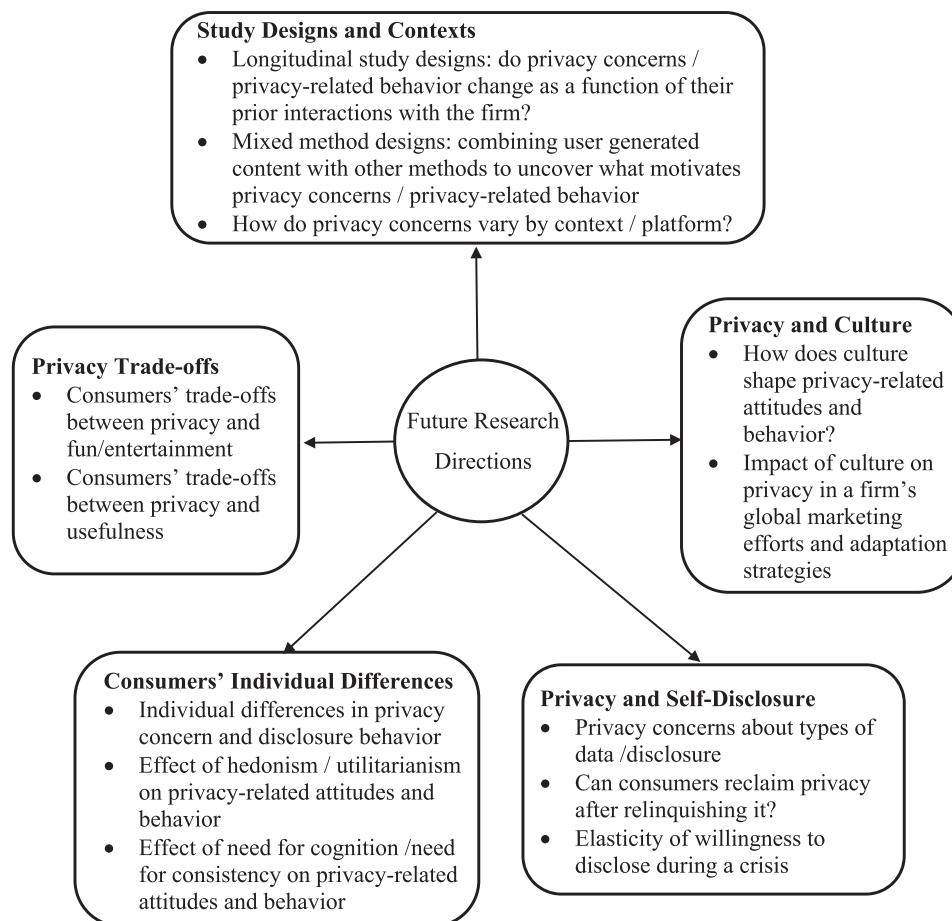 Study Designs and Contexts
• Longitudinal study designs: do privacy concerns /
privacy-related behavior change as a function of their
prior interactions with the firm?
• Mixed method designs: combining user generated
content with other methods to uncover what motivates
privacy concerns / privacy-related behavior
• How do privacy concerns vary by context / platform?
Privacy Trade-offs
• Consumers’ trade-offs
between privacy and
fun/entertainment
• Consumers’ trade-offs
between privacy and
usefulness
Future Research
Directions
Privacy and Culture
• How does culture
shape privacy-related
attitudes and
behavior?
• Impact of culture on
privacy in a firm’s
global marketing
efforts and adaptation
strategies
Consumers’ Individual Differences
• Individual differences in privacy
concern and disclosure behavior
• Effect of hedonism / utilitarianism
on privacy-related attitudes and
behavior
• Effect of need for cognition /need
for consistency on privacy-related
attitudes and behavior
Privacy and Self-Disclosure
• Privacy concerns about types of
data /disclosure
• Can consumers reclaim privacy
after relinquishing it?
• Elasticity of willingness to
disclose during a crisis